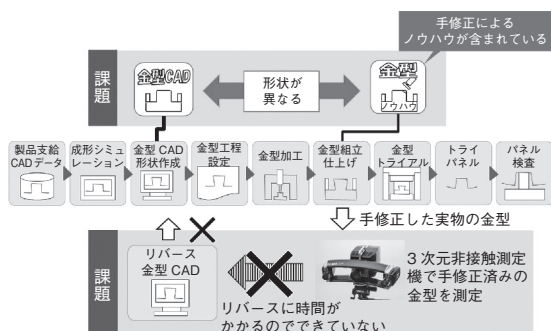 手修正による
ノウハウが含まれている
課題
金型CAD
形状が
異なる
金型
ノウハウ
製品支給
CADデータ
成形シミュ
レーション
金型 CAD
形状作成
金型工程
設定
金型加工
金型組立
仕上げ
金型
トライアル
トライ
パネル
パネル
検査
手修正した実物の金型
課題
リバース
金型 CAD
リバースに時間が
かかるのでできていない
3 次元非接触測定
機で手修正済みの
金型を測定